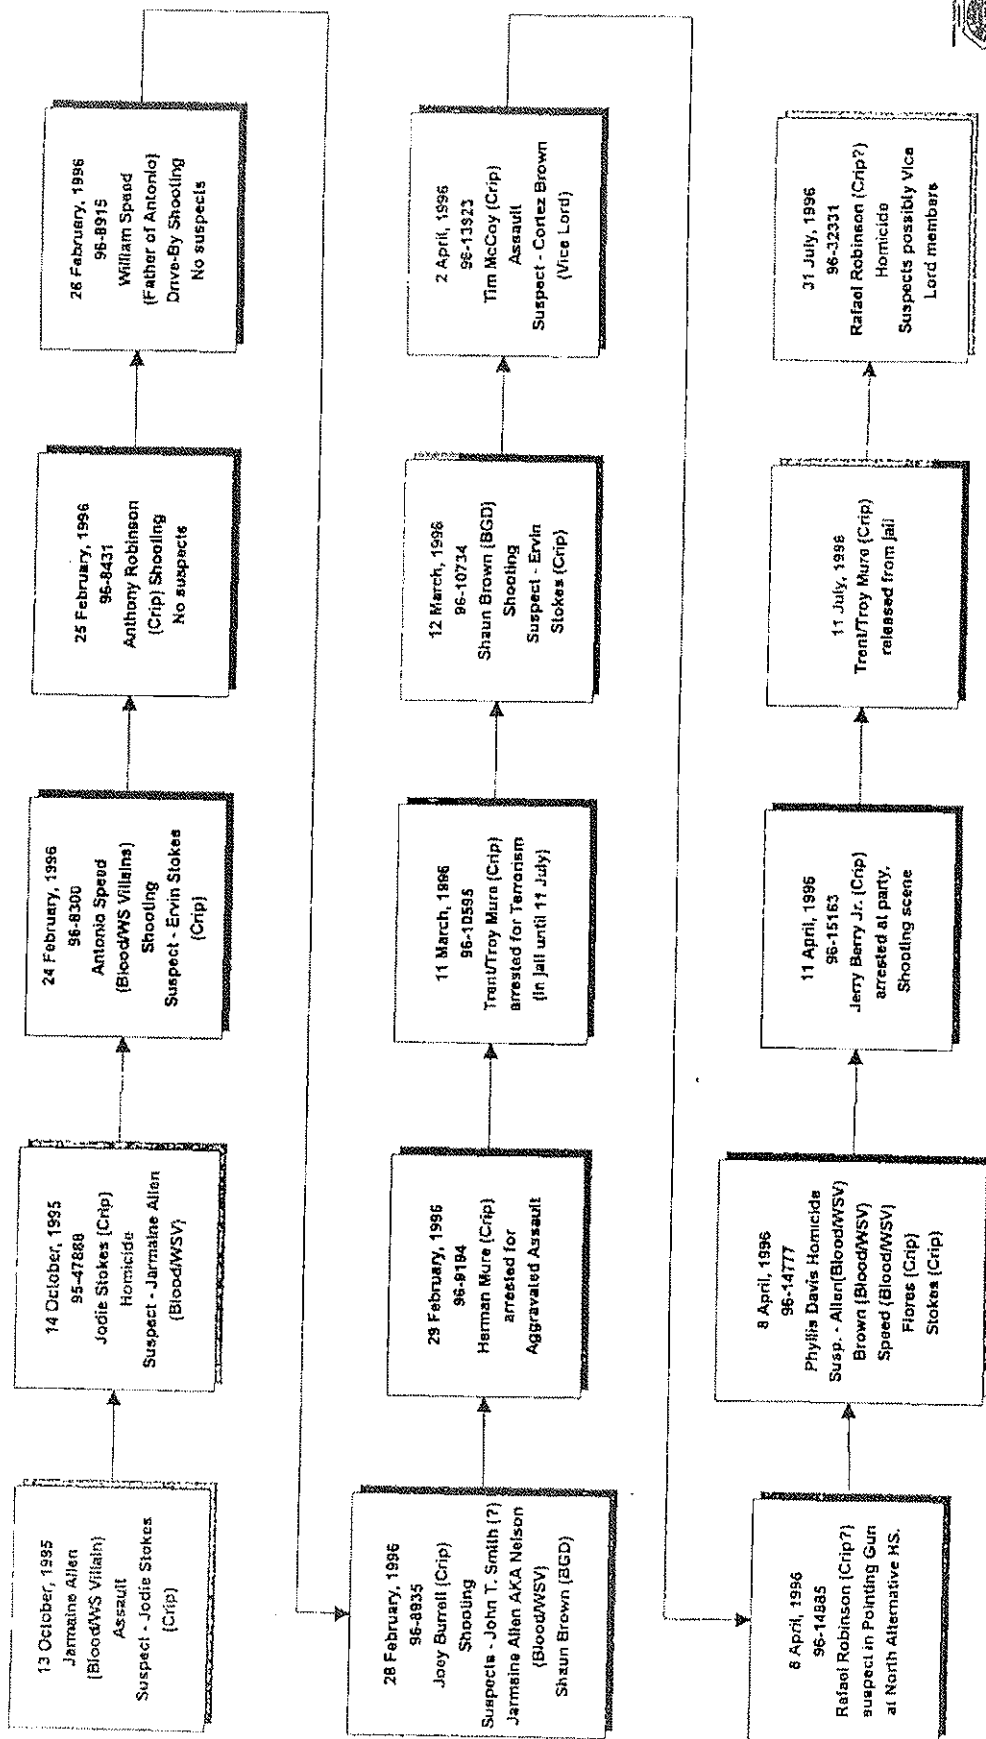 13 October, 1995
Jarmaine Allen
(Blood/WS Villain)
Assault
Suspect - Jodie Stokes
(Crip)
14 October, 1995
95-47888
Jodie Stokes (Crip)
Homicide
Suspect - Jarmaine Allen
(Blood/WSV)
24 February, 1996
96-8300
Antonio Speed
(Blood/WS Villains)
Shooting
Suspect - Ervin Stokes
(Crip)
25 February, 1996
96-8431
Anthony Robinson
(Crip) Shooting
No suspects
26 February, 1996
96-8915
William Speed
(Father of Antonio)
Drive-By Shooting
No suspects
28 February, 1996
96-8935
Joey Burrell (Crip)
Shooting
Suspects - John T. Smith (?)
Jarmaine Allen AKA Nelson
(Blood/WSV)
Shaun Brown (BGD)
29 February, 1996
96-9194
Herman Mure (Crip)
arrested for
Aggravated Assault
11 March, 1996
96-10595
Trent/Troy Mure (Crip)
arrested for Terrorism
(in jail until 11 July)
12 March, 1996
96-10734
Shaun Brown (BGD)
Shooting
Suspect - Ervin
Stokes (Crip)
2 April, 1996
96-13923
Tim McCoy (Crip)
Assault
Suspect - Cortez Brown
(Vice Lord)
8 April, 1996
96-14885
Rafael Robinson (Crip?)
suspect in Pointing Gun
at North Alternative HS.
8 April, 1996
96-14777
Phyllis Davis Homicide
Susp. - Allen(Blood/WSV)
Brown (Blood/WSV)
Speed (Blood/WSV)
Flores (Crip)
Stokes (Crip)
11 April, 1996
96-15163
Jerry Berry Jr. (Crip)
arrested at party,
Shooting scene
11 July, 1996
Trent/Troy Mure (Crip)
released from jail
31 July, 1996
96-32331
Rafael Robinson (Crip?)
Homicide
Suspects possibly Vice
Lord members